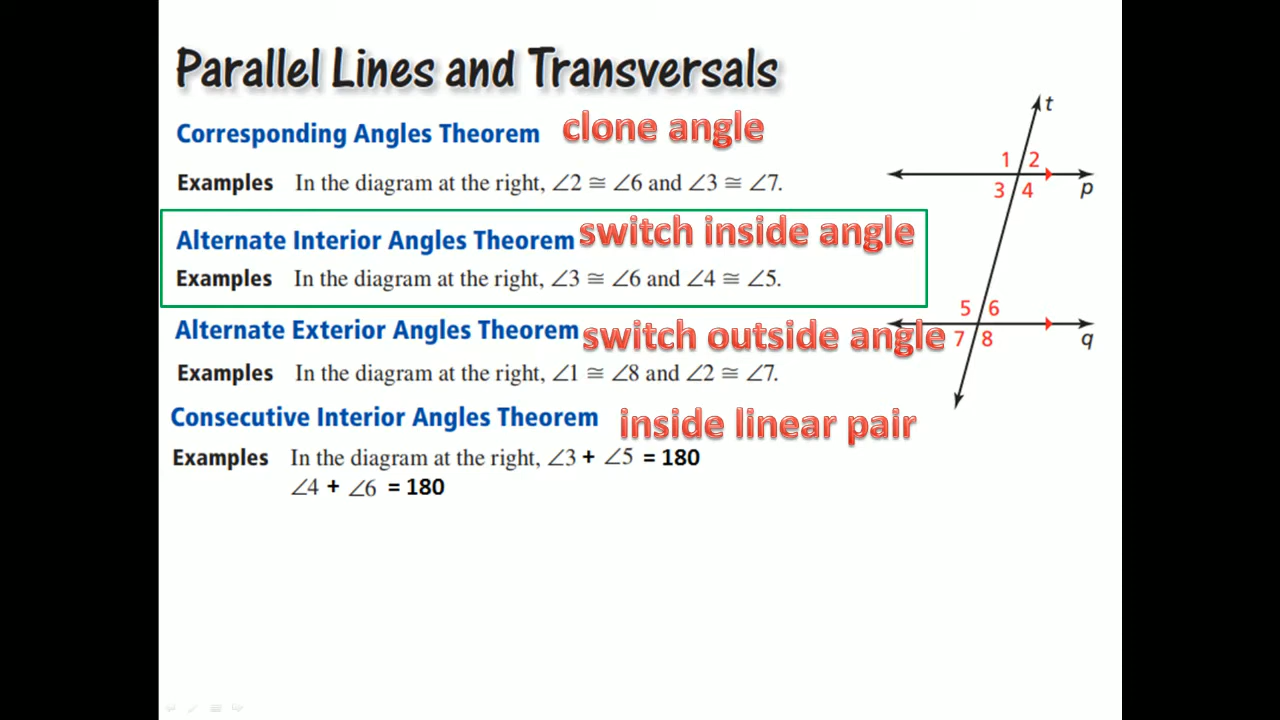 Parallel Lines and Transversals
Corresponding Angles Theorem clone angle
Examples In the diagram at the right, ∠2 ≅ ∠6 and ∠3 ≅ ∠7.
Alternate Interior Angles Theorem switch inside angle
Examples In the diagram at the right, ∠3 ≅ ∠6 and ∠4 ≅ ∠5.
Alternate Exterior Angles Theorem switch outside angle
Examples In the diagram at the right, ∠1 ≅ ∠8 and ∠2 ≅ ∠7.
Consecutive Interior Angles Theorem inside linear pair
Examples In the diagram at the right, ∠3 + ∠5 = 180
∠4 + ∠6 = 180
t
1 2
3 4 p
5 6
7 8 q